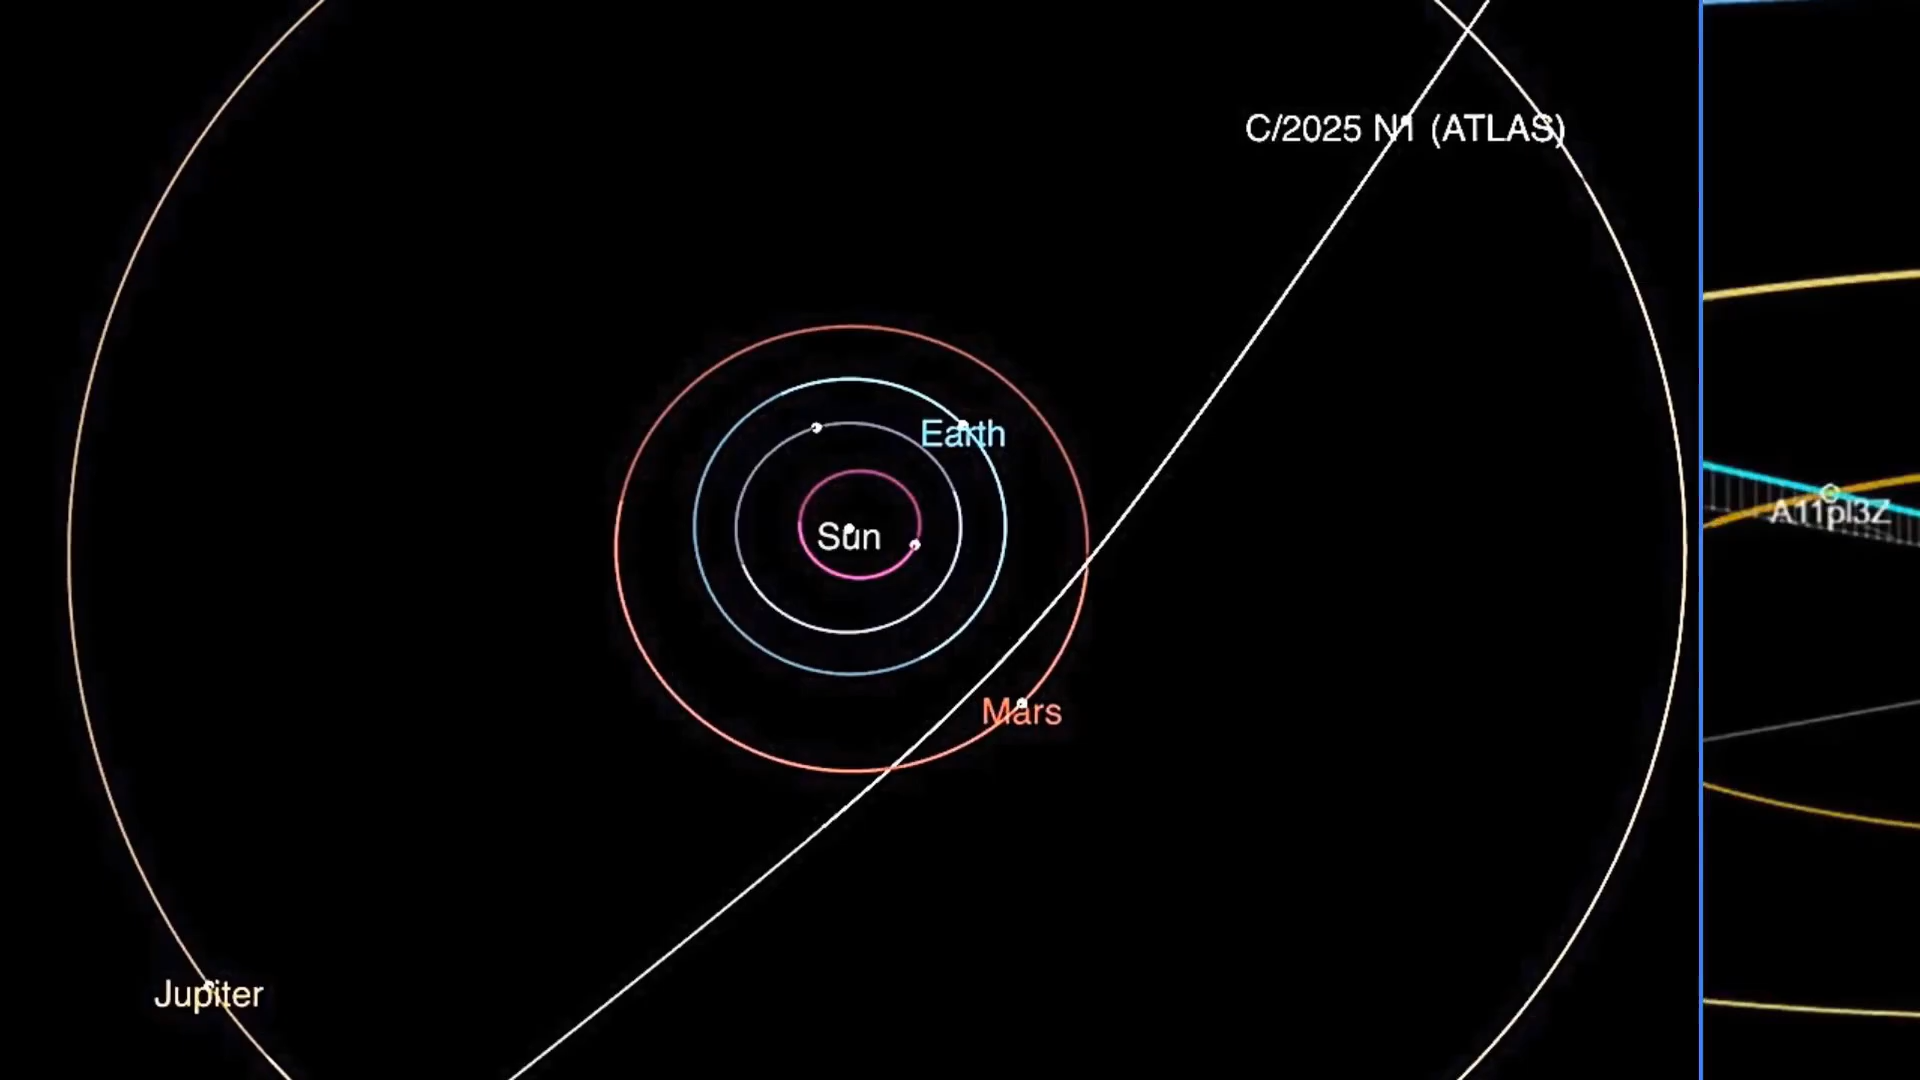 C/2025 N1 (ATLAS)
Earth
A11pl3Z
Sun
Mars
Jupiter